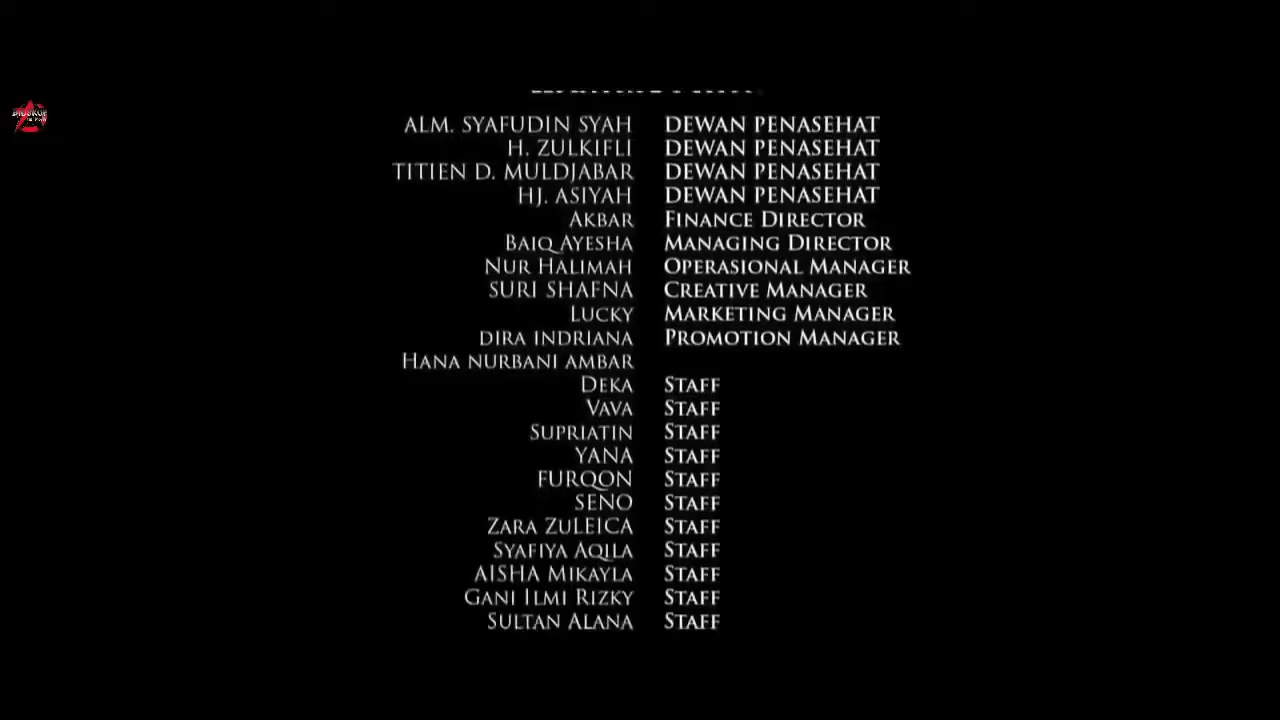 ALM. SYAFUDIN SYAH DEWAN PENASEHAT
H. ZULKIFLI DEWAN PENASEHAT
TITIEN D. MULDJABAR DEWAN PENASEHAT
HJ. ASIYAH DEWAN PENASEHAT
AKBAR FINANCE DIRECTOR
BAIQ AYESHA MANAGING DIRECTOR
NUR HALIMAH OPERASIONAL MANAGER
SURI SHAFNA CREATIVE MANAGER
LUCKY MARKETING MANAGER
DIRA INDRIANA PROMOTION MANAGER
HANA NURBANI AMBAR
DEKA STAFF
VAVA STAFF
SUPRIATIN STAFF
YANA STAFF
FURQON STAFF
SENO STAFF
ZARA ZULEICA STAFF
SYAFIYA AQILA STAFF
AISHA MIKAYLA STAFF
GANI ILMI RIZKY STAFF
SULTAN ALANA STAFF